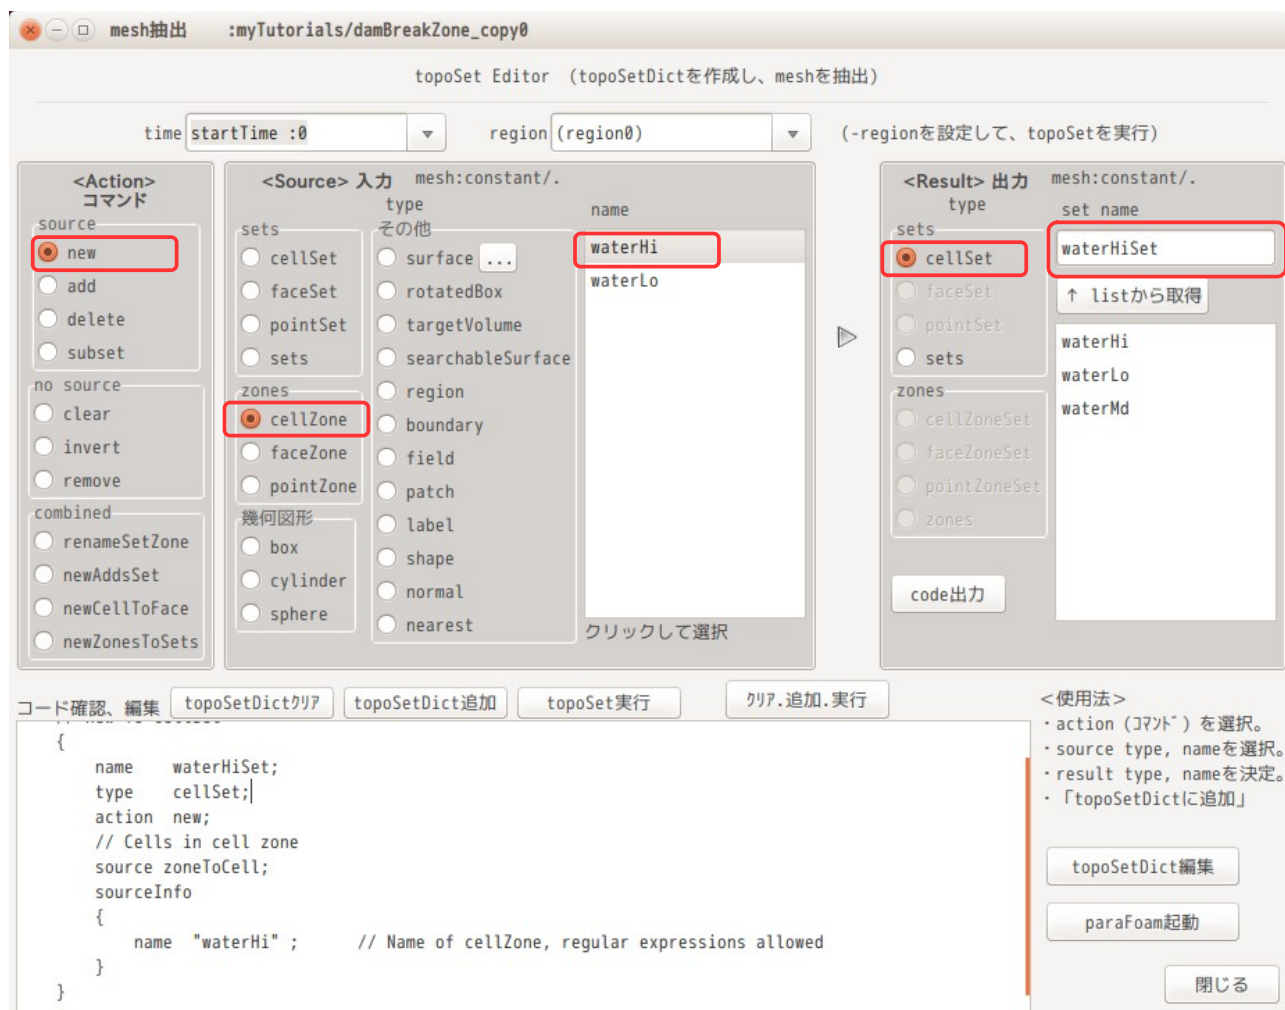 mesh抽出 :myTutorials/damBreakZone_copy0
topoSet Editor （topoSetDictを作成し、meshを抽出）
time startTime :0 region (region0) (-regionを設定して、topoSetを実行)
<Action>
コマンド
source
new
add
delete
subset
no source
clear
invert
remove
combined
renameSetZone
newAddsSet
newCellToFace
newZonesToSets
<Source> 入力 mesh:constant/.
type
sets
cellSet
faceSet
pointSet
sets
zones
cellZone
faceZone
pointZone
幾何図形
box
cylinder
sphere
その他
surface ...
rotatedBox
targetVolume
searchableSurface
region
boundary
field
patch
label
shape
normal
nearest
name
waterHi
waterLo
クリックして選択
<Result> 出力 mesh:constant/.
type
sets
cellSet
faceSet
pointSet
sets
zones
cellZoneSet
faceZoneSet
pointZoneSet
zones
code出力
set name
waterHiSet
↑ listから取得
waterHi
waterLo
waterMd
コード確認、編集 topoSetDictｸﾘｱ topoSetDict追加 topoSet実行 ｸﾘｱ.追加.実行
{
name waterHiSet;
type cellSet;
action new;
// Cells in cell zone
source zoneToCell;
sourceInfo
{
name "waterHi" ; // Name of cellZone, regular expressions allowed
}
}
＜使用法＞
・action (ｺﾏﾝﾄﾞ) を選択。
・source type, nameを選択。
・result type, nameを決定。
・「topoSetDictに追加」
topoSetDict編集
paraFoam起動
閉じる